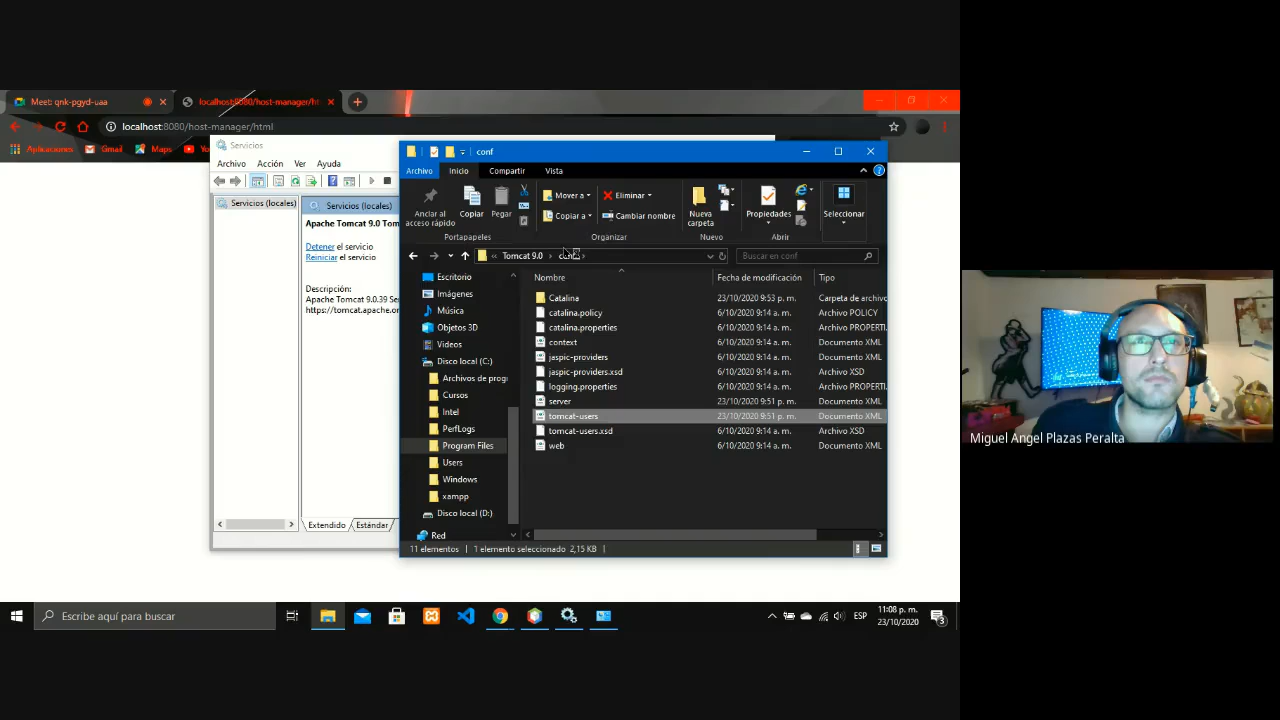 Meet: qnk-pgyd-uaa
localhost:8080/host-manager/ht
localhost:8080/host-manager/html
Aplicaciones
Gmail
Maps
Servicios
Archivo Acción Ver Ayuda
Servicios (locales)
Servicios (locales)
Apache Tomcat 9.0 Tom
Detener el servicio
Reiniciar el servicio
Descripción:
Apache Tomcat 9.0.39 Se
https://tomcat.apache.or
Extendido
Estándar
conf
Archivo Inicio Compartir Vista
Anclar al acceso rápido
Copiar
Pegar
Mover a
Copiar a
Eliminar
Cambiar nombre
Nueva carpeta
Propiedades
Seleccionar
Portapapeles Organizar Nuevo Abrir
« Tomcat 9.0 › conf ›
Buscar en conf
Escritorio
Imágenes
Música
Objetos 3D
Videos
Disco local (C:)
Archivos de prog
Cursos
Intel
PerfLogs
Program Files
Users
Windows
xampp
Disco local (D:)
Red
Nombre Fecha de modificación Tipo
Catalina 23/10/2020 9:53 p. m. Carpeta de archivo
catalina.policy 6/10/2020 9:14 a. m. Archivo POLICY
catalina.properties 6/10/2020 9:14 a. m. Archivo PROPERTI
context 6/10/2020 9:14 a. m. Documento XML
jaspic-providers 6/10/2020 9:14 a. m. Documento XML
jaspic-providers.xsd 6/10/2020 9:14 a. m. Archivo XSD
logging.properties 6/10/2020 9:14 a. m. Archivo PROPERTI
server 23/10/2020 9:51 p. m. Documento XML
tomcat-users 23/10/2020 9:51 p. m. Documento XML
tomcat-users.xsd 6/10/2020 9:14 a. m. Archivo XSD
web 6/10/2020 9:14 a. m. Documento XML
11 elementos 1 elemento seleccionado 2,15 KB
Miguel Angel Plazas Peralta
Escribe aquí para buscar
ESP
11:08 p. m.
23/10/2020
3